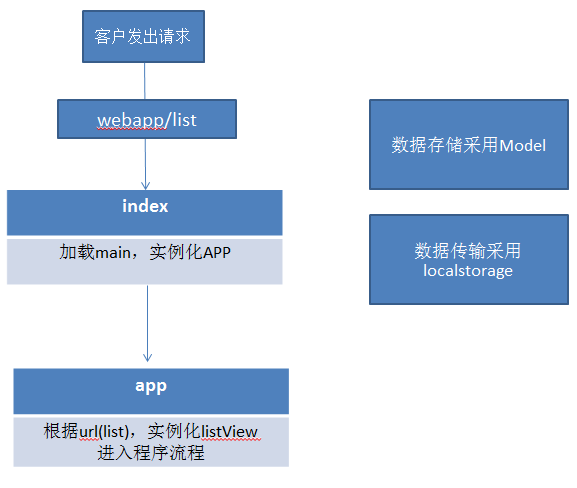 客户发出请求
webapp/list
index
加载main，实例化APP
app
根据url(list)，实例化listView
进入程序流程
数据存储采用Model
数据传输采用
localstorage